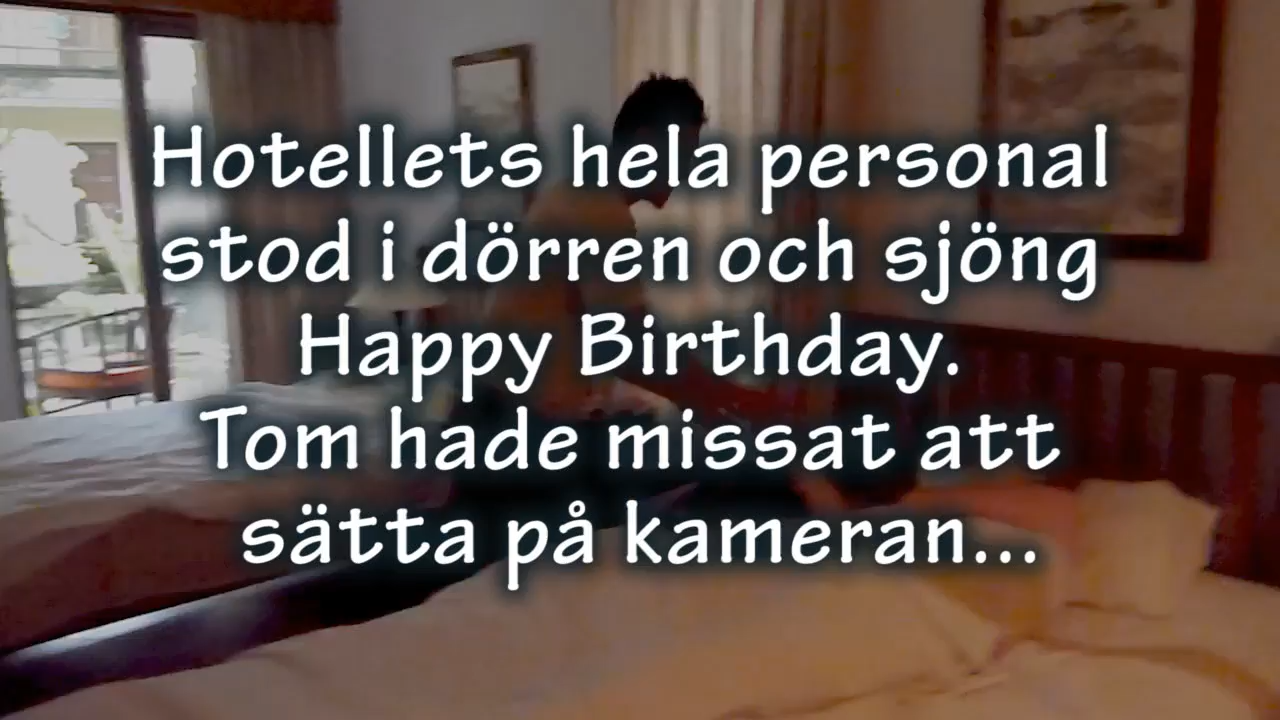 Hotellets hela personal
stod i dörren och sjöng
Happy Birthday.
Tom hade missat att
sätta på kameran...